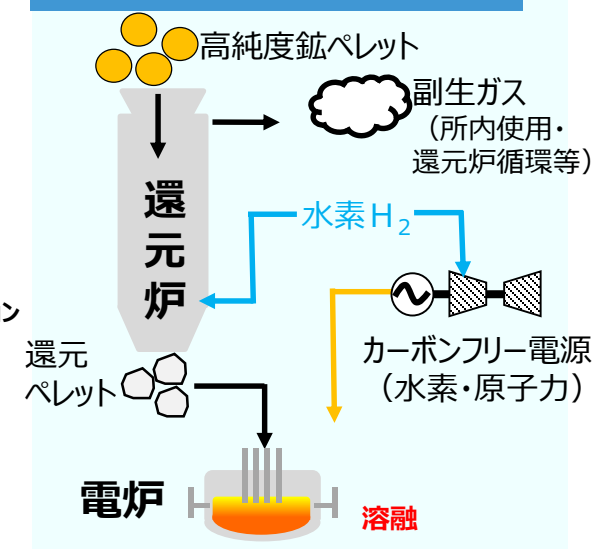 高純度鉱ペレット
副生ガス
（所内使用・
還元炉循環等）
還
元
炉
水素H2
ン
還元
ペレット
カーボンフリー電源
（水素・原子力）
電炉
溶融